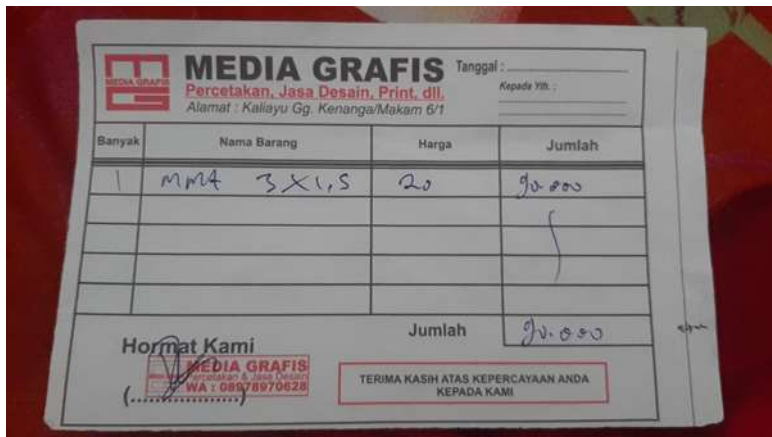 MEDIA GRAFIS
MEDIA GRAFIS
Percetakan, Jasa Desain, Print, dll.
Alamat : Kaliayu Gg. Kenanga/Makam 6/1
Tanggal :
Kepada Yth. :
Banyak Nama Barang Harga Jumlah
1 MMT 3X1,5 20 90.000
Jumlah 90.000
Hormat Kami
MEDIA GRAFIS
Percetakan & Jasa Desain
WA : 08978970628
(..................)
TERIMA KASIH ATAS KEPERCAYAAN ANDA
KEPADA KAMI